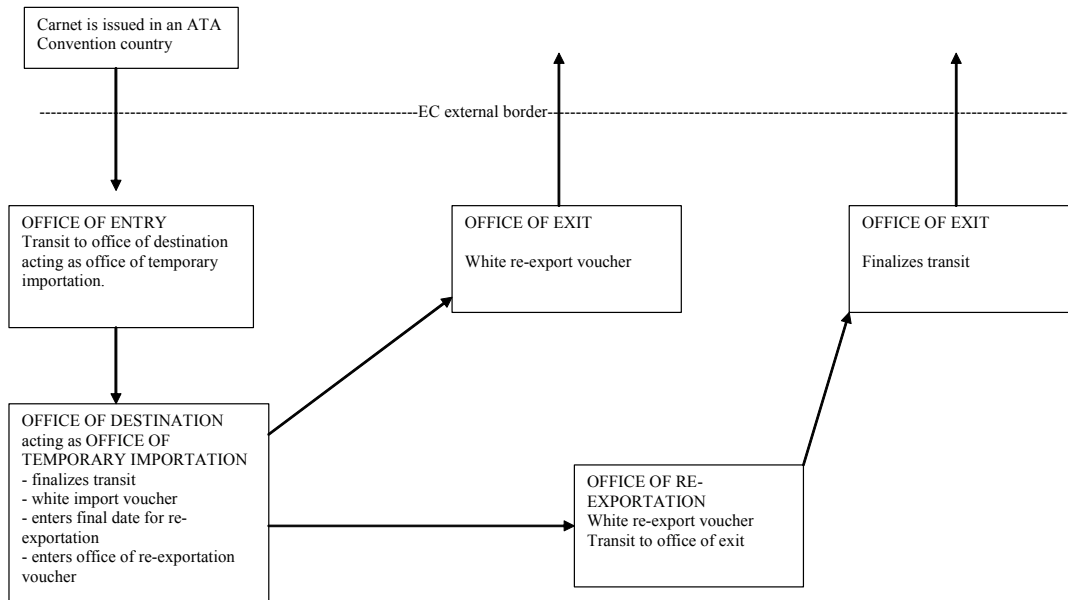 Carnet is issued in an ATA
Convention country
EC external border
OFFICE OF ENTRY
Transit to office of destination
acting as office of temporary
importation.
OFFICE OF EXIT
White re-export voucher
OFFICE OF EXIT
Finalizes transit
OFFICE OF DESTINATION
acting as OFFICE OF
TEMPORARY IMPORTATION
- finalizes transit
- white import voucher
- enters final date for re-
exportation
- enters office of re-exportation
voucher
OFFICE OF RE-
EXPORTATION
White re-export voucher
Transit to office of exit